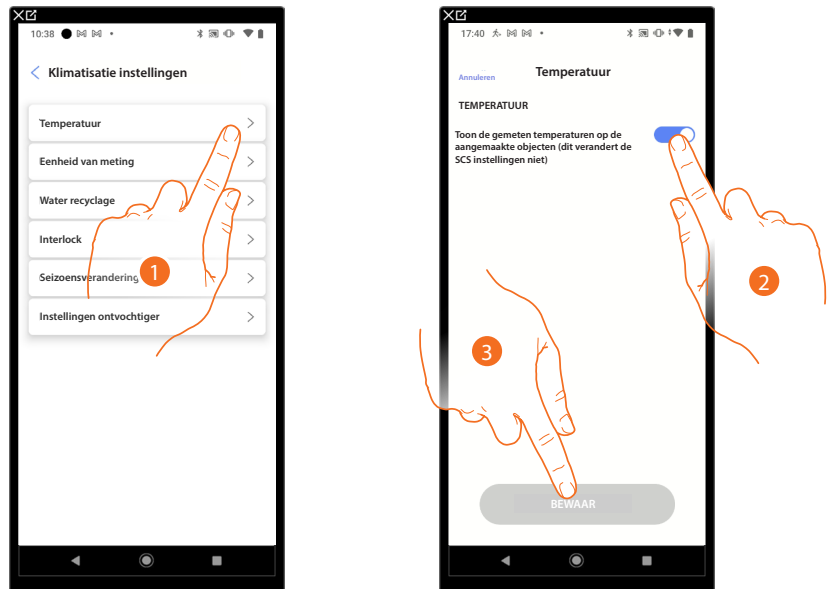 10:38
Klimatisatie instellingen
Temperatuur
Eenheid van meting
Water recyclage
Interlock
Seizoensverandering
Instellingen ontvochtiger
1
17:40
Annuleren
Temperatuur
TEMPERATUUR
Toon de gemeten temperaturen op de
aangemaakte objecten (dit verandert de
SCS instellingen niet)
2
3
BEWAAR